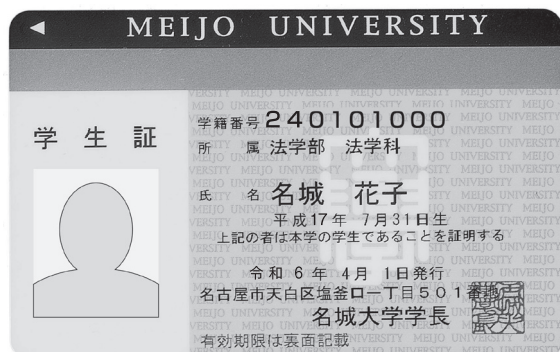 MEIJO UNIVERSITY
学生証
学籍番号 240101000
所 属 法学部 法学科
氏 名 名城 花子
平成17年 7月31日生
上記の者は本学の学生であることを証明する
令和 6年 4月 1日発行
名古屋市天白区塩釜口一丁目501番地
名城大学学長
有効期限は裏面記載